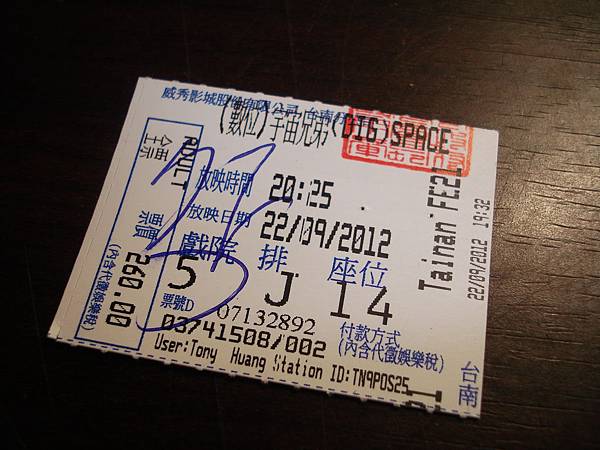 威秀影城股份有限公司 台南
(數位)宇宙兄弟(DIG)SPACE
放映時間 20:25
放映日期 22/09/2012
戲院 排 座位
5 J 14
票號D 07132892
03741508/002
付款方式
(內含代徵娛樂稅)
User:Tony Huang Station ID:TN9POS25
全票
ADULT
票價 260.00
(內含代徵娛樂稅)
Tainan FE21
22/09/2012 19:32
台南